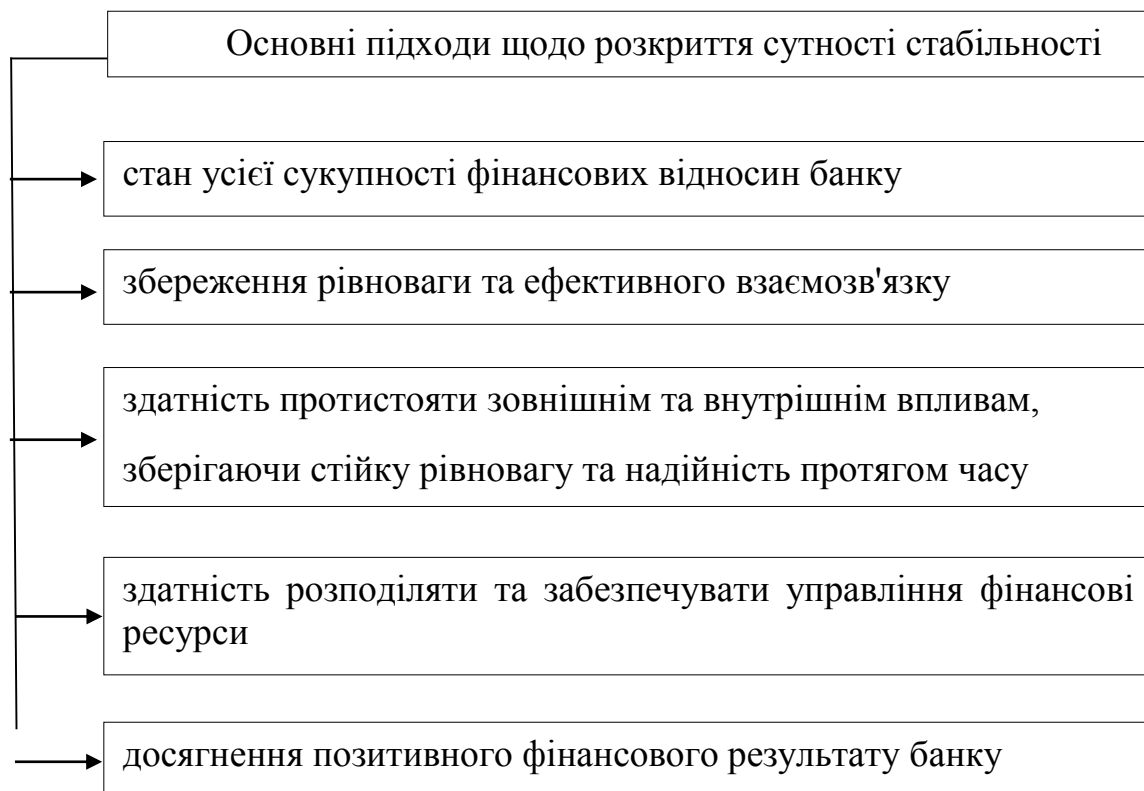 Основні підходи щодо розкриття сутності стабільності
стан усієї сукупності фінансових відносин банку
збереження рівноваги та ефективного взаємозв'язку
здатність протистояти зовнішнім та внутрішнім впливам,
зберігаючи стійку рівновагу та надійність протягом часу
здатність розподіляти та забезпечувати управління фінансові
ресурси
досягнення позитивного фінансового результату банку